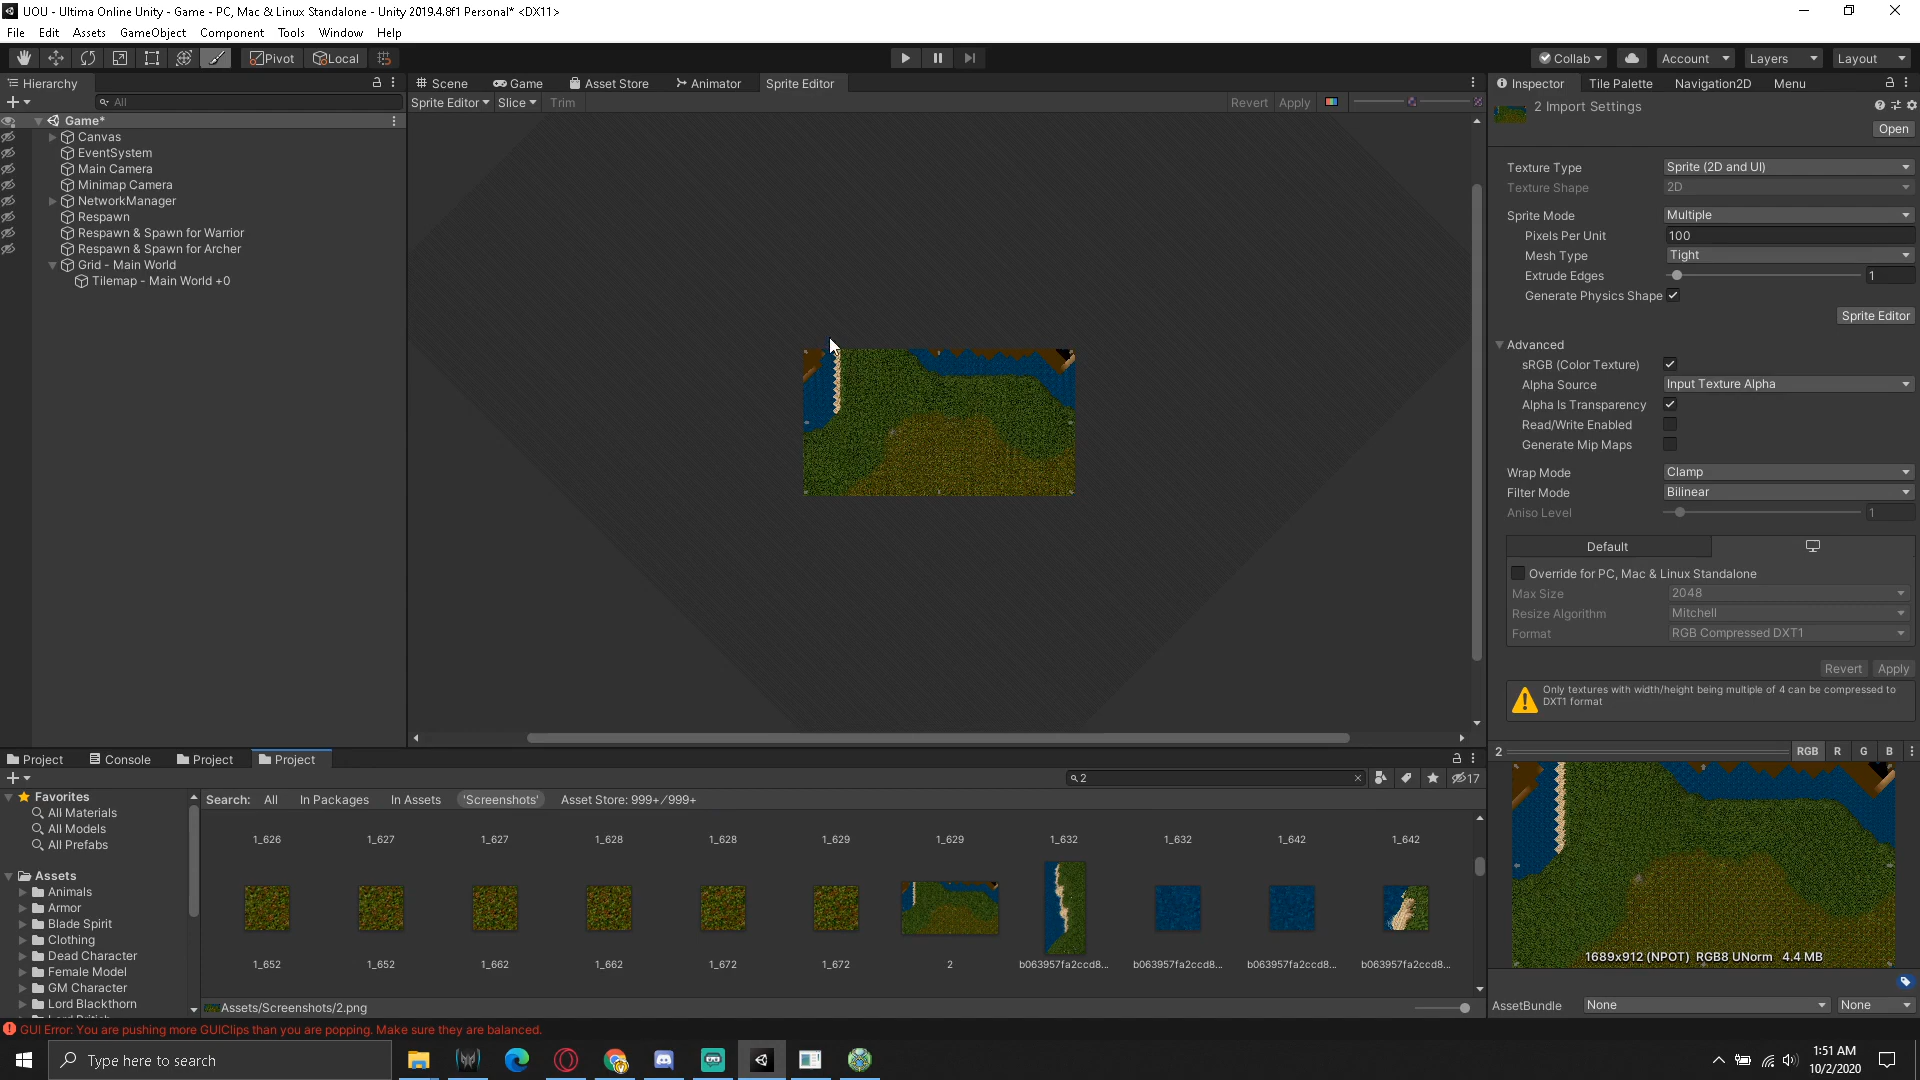 UOU - Ultima Online Unity - Game - PC, Mac & Linux Standalone - Unity 2019.4.8f1 Personal* <DX11>
File Edit Assets GameObject Component Tools Window Help
Pivot Local Collab Account Layers Layout
Hierarchy
All
Game*
Canvas
EventSystem
Main Camera
Minimap Camera
NetworkManager
Respawn
Respawn & Spawn for Warrior
Respawn & Spawn for Archer
Grid - Main World
Tilemap - Main World +0
Scene Game Asset Store Animator Sprite Editor
Sprite Editor Slice Trim Revert Apply
Inspector Tile Palette Navigation2D Menu
2 Import Settings
Open
Texture Type Sprite (2D and UI)
Texture Shape 2D
Sprite Mode Multiple
Pixels Per Unit 100
Mesh Type Tight
Extrude Edges 1
Generate Physics Shape
Sprite Editor
Advanced
sRGB (Color Texture)
Alpha Source Input Texture Alpha
Alpha Is Transparency
Read/Write Enabled
Generate Mip Maps
Wrap Mode Clamp
Filter Mode Bilinear
Aniso Level 1
Default
Override for PC, Mac & Linux Standalone
Max Size 2048
Resize Algorithm Mitchell
Format RGB Compressed DXT1
Revert Apply
Only textures with width/height being multiple of 4 can be compressed to
DXT1 format
2 RGB R G B
1689x912 (NPOT) RGB8 UNorm 4.4 MB
AssetBundle None None
Project Console Project Project
2 17
Favorites
All Materials
All Models
All Prefabs
Assets
Animals
Armor
Blade Spirit
Clothing
Dead Character
Female Model
GM Character
Lord Blackthorn
Search: All In Packages In Assets 'Screenshots' Asset Store: 999+/999+
1_626 1_627 1_627 1_628 1_628 1_629 1_629 1_632 1_632 1_642 1_642
1_652 1_652 1_662 1_662 1_672 1_672 2 b063957fa2ccd8... b063957fa2ccd8... b063957fa2ccd8... b063957fa2ccd8...
Assets/Screenshots/2.png
GUI Error: You are pushing more GUIClips than you are popping. Make sure they are balanced.
Type here to search
1:51 AM
10/2/2020